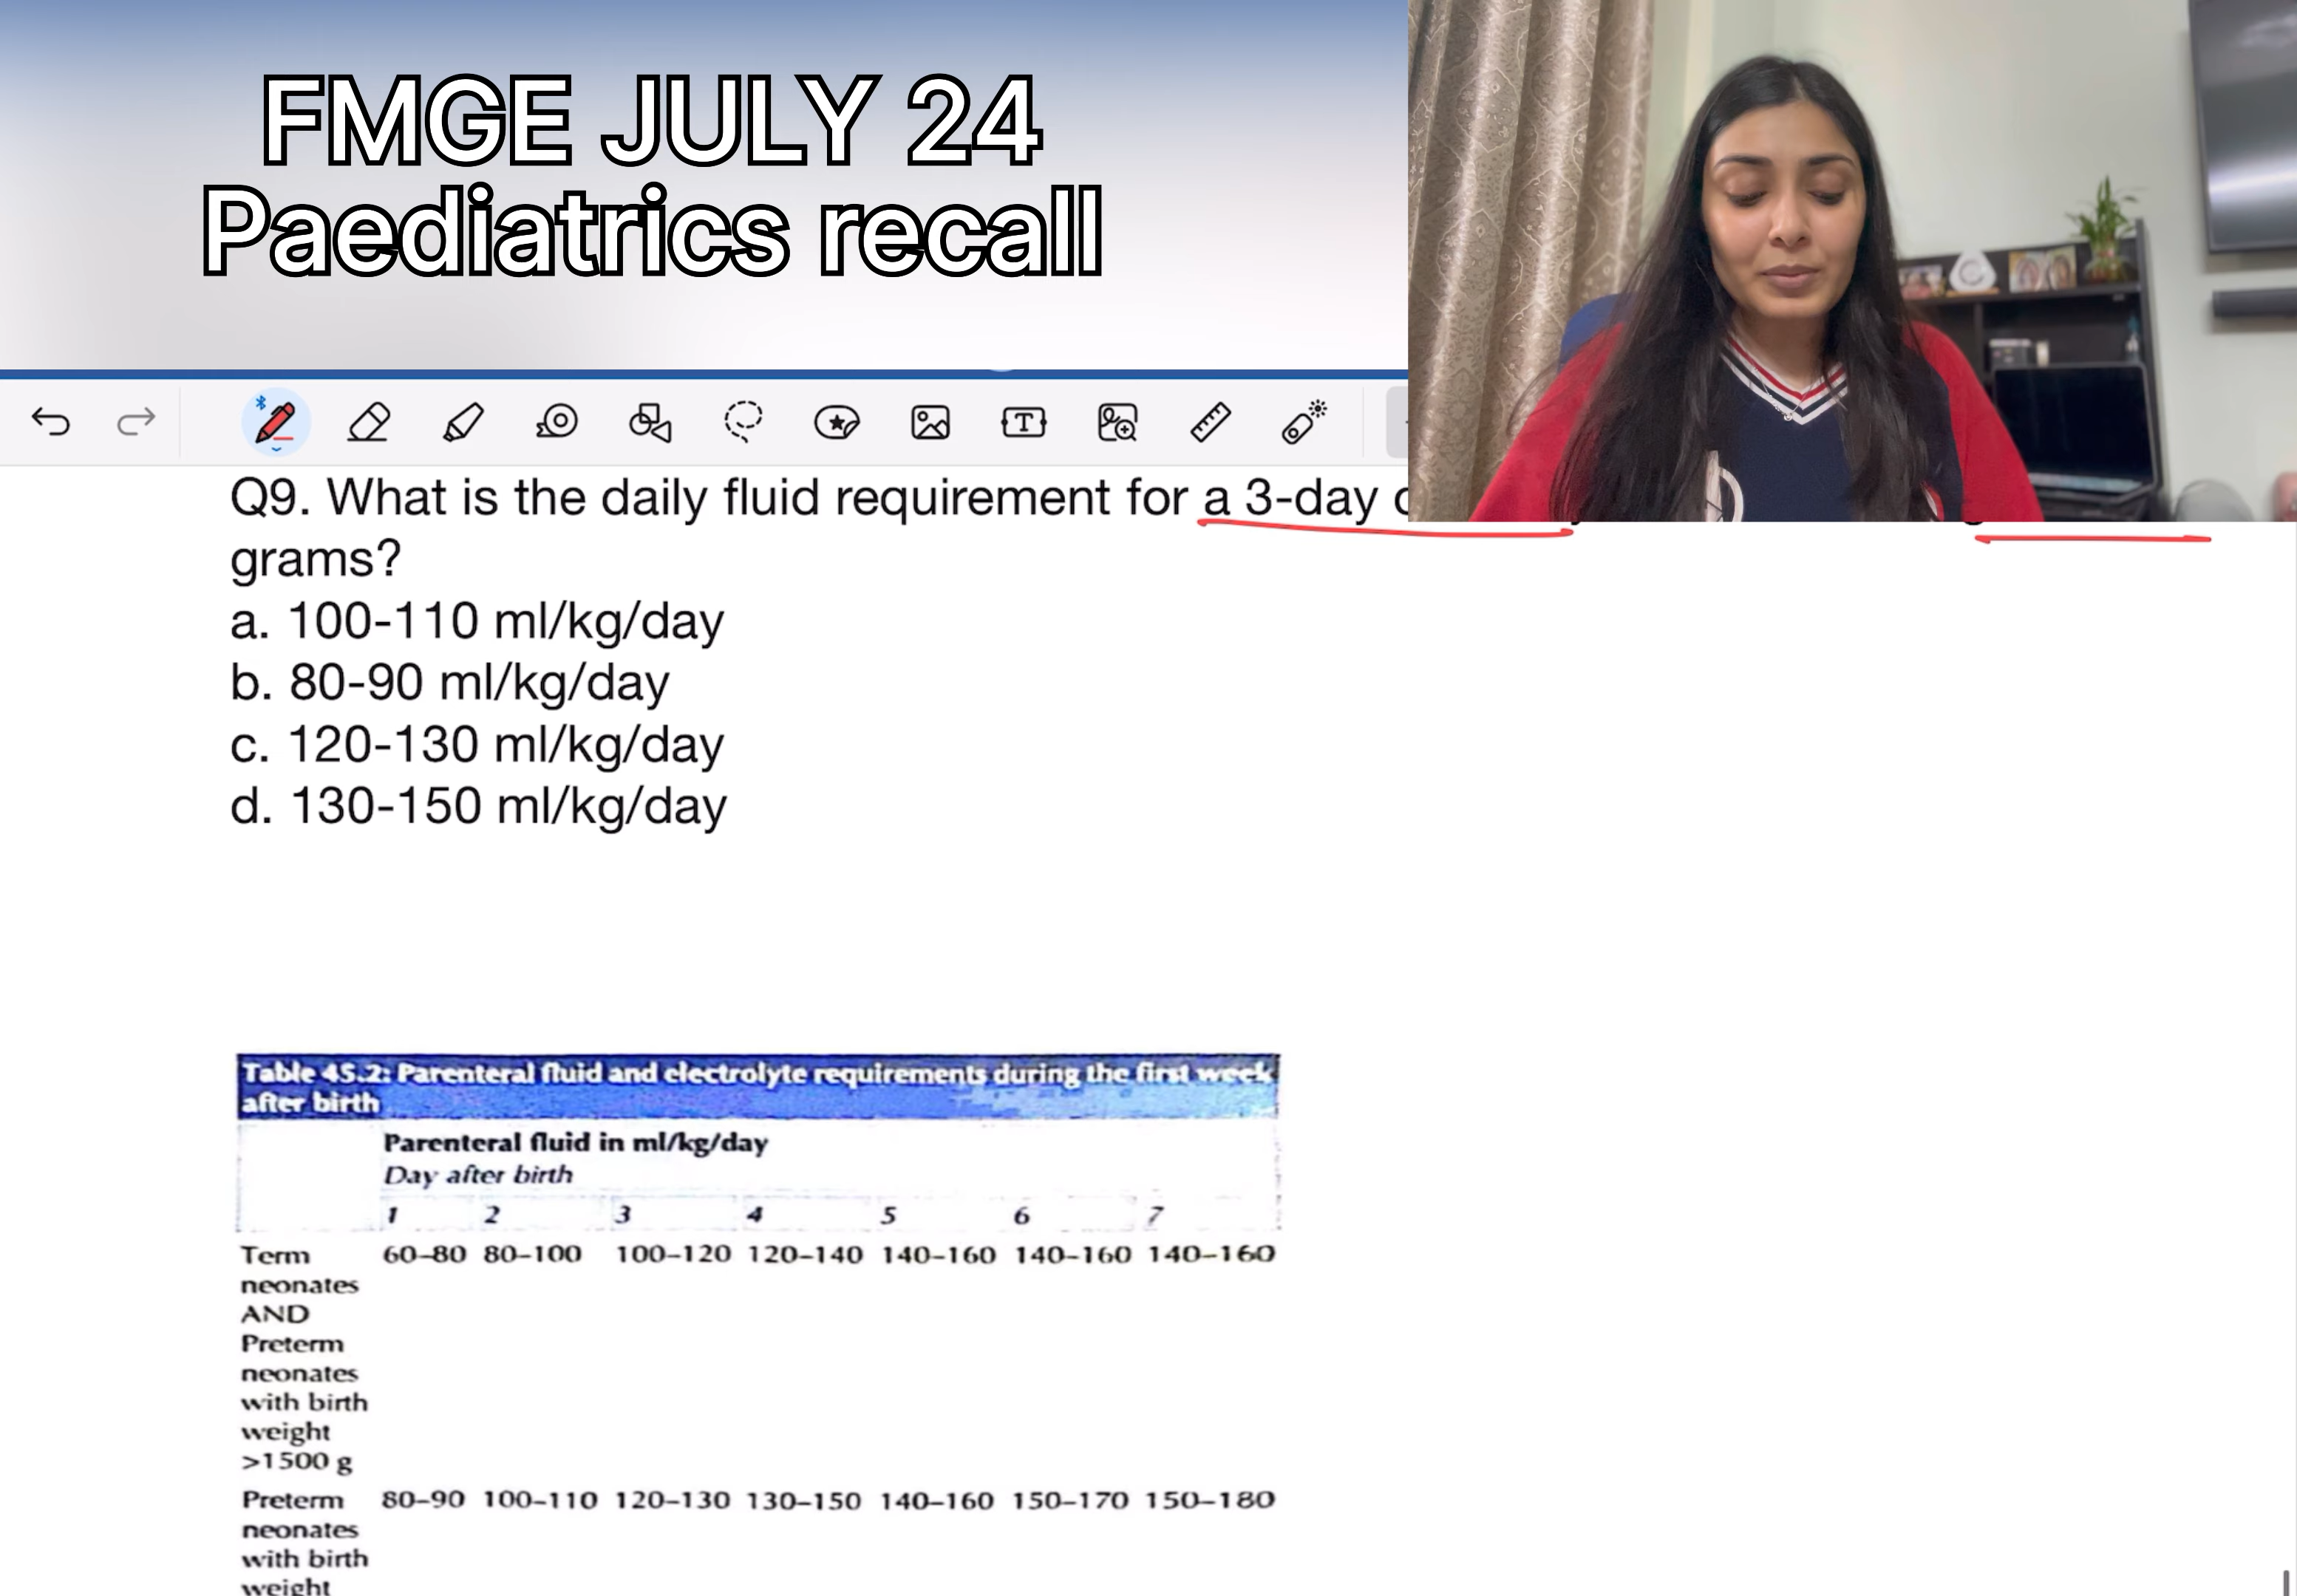 FMGE JULY 24
Paediatrics recall
Q9. What is the daily fluid requirement for a 3-day
grams?
a. 100-110 ml/kg/day
b. 80-90 ml/kg/day
c. 120-130 ml/kg/day
d. 130-150 ml/kg/day
Table 45.2: Parenteral fluid and electrolyte requirements during the first week
after birth
Parenteral fluid in ml/kg/day
Day after birth
1 2 3 4 5 6 7
Term 60–80 80–100 100–120 120–140 140–160 140–160 140–160
neonates
AND
Preterm
neonates
with birth
weight
>1500 g
Preterm 80–90 100–110 120–130 130–150 140–160 150–170 150–180
neonates
with birth
weight